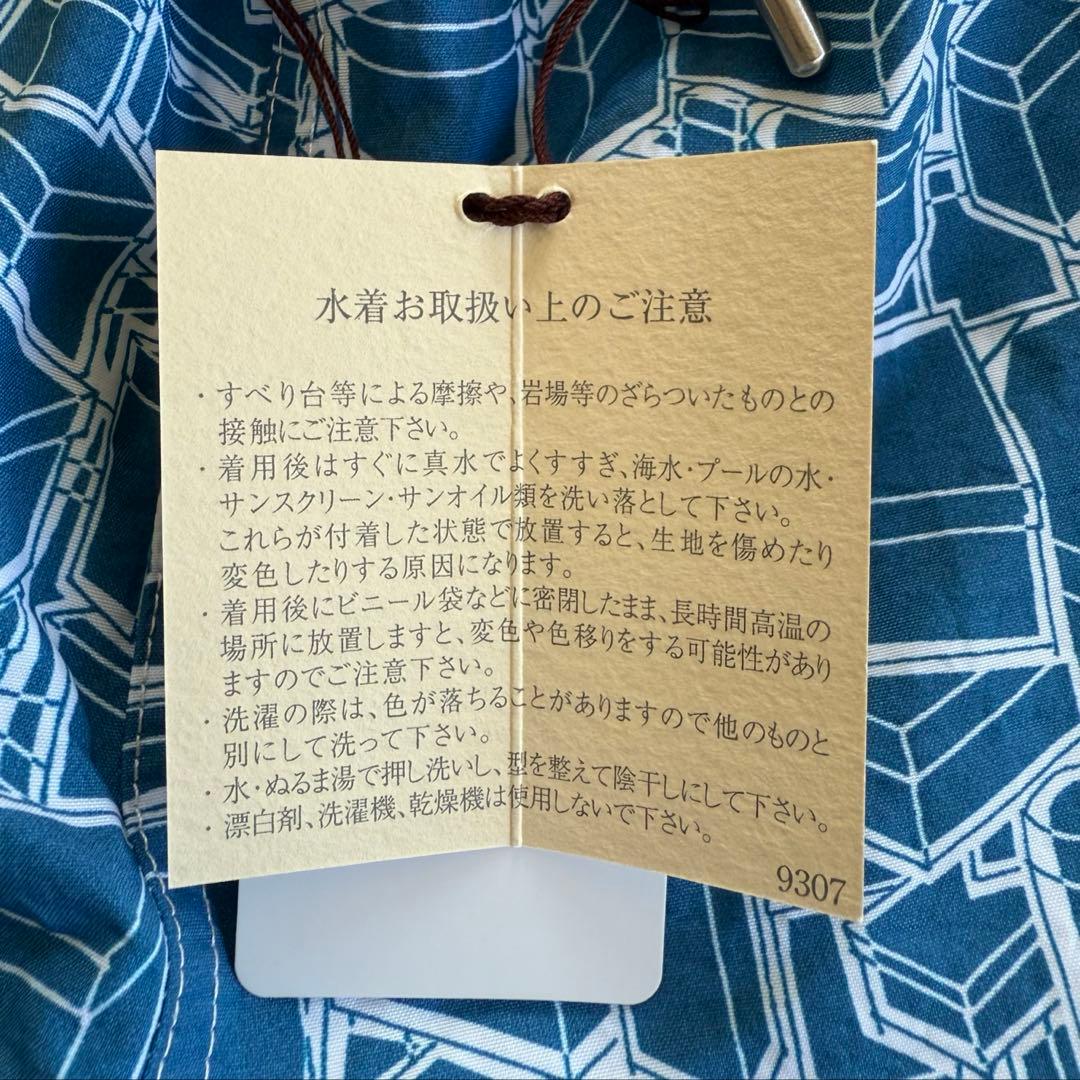 水着お取扱い上のご注意
・すべり台等による摩擦や、岩場等のざらついたものとの
接触にご注意下さい。
・着用後はすぐに真水でよくすすぎ、海水・プールの水・
サンスクリーン・サンオイル類を洗い落として下さい。
これらが付着した状態で放置すると、生地を傷めたり
変色したりする原因になります。
・着用後にビニール袋などに密閉したまま、長時間高温の
場所に放置しますと、変色や色移りをする可能性があり
ますのでご注意下さい。
・洗濯の際は、色が落ちることがありますので他のものと
別にして洗って下さい。
・水・ぬるま湯で押し洗いし、型を整えて陰干しにして下さい。
・漂白剤、洗濯機、乾燥機は使用しないで下さい。
9307